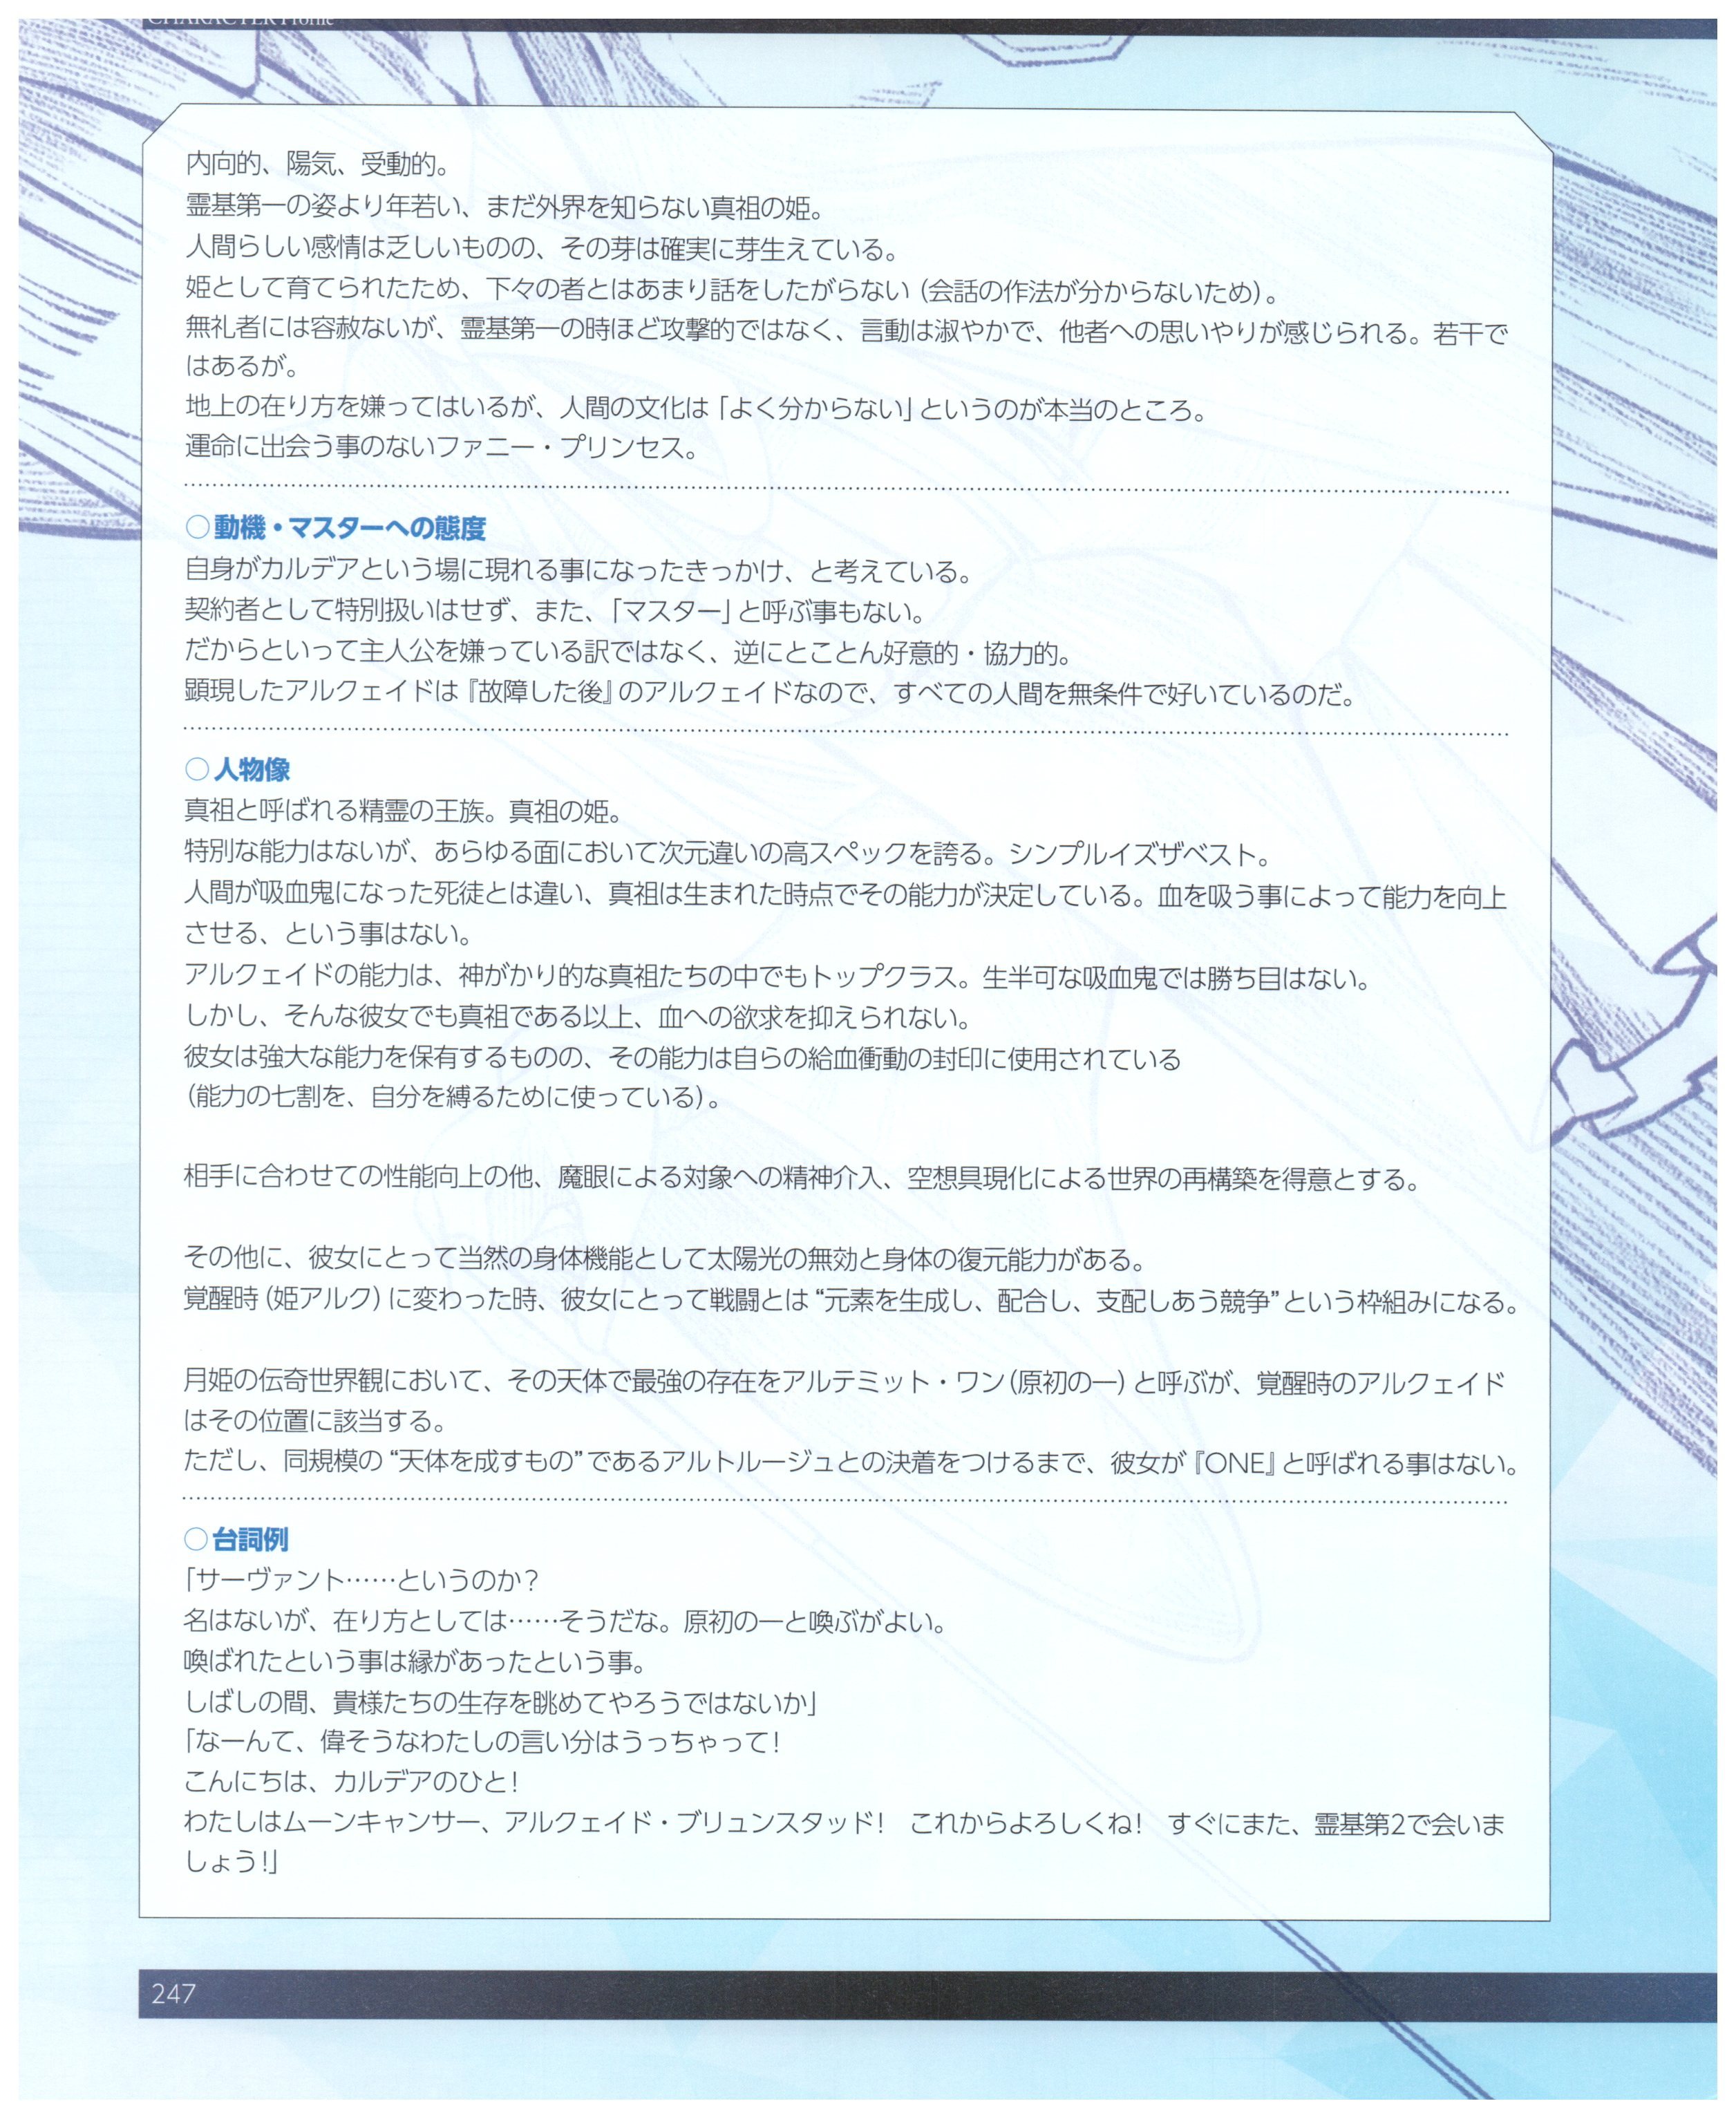 CHARACTER Profile
内向的、陽気、受動的。
霊基第一の姿より年若い、まだ外界を知らない真祖の姫。
人間らしい感情は乏しいものの、その芽は確実に芽生えている。
姫として育てられたため、下々の者とはあまり話をしたがらない（会話の作法が分からないため）。
無礼者には容赦ないが、霊基第一の時ほど攻撃的ではなく、言動は淑やかで、他者への思いやりが感じられる。若干で
はあるが。
地上の在り方を嫌ってはいるが、人間の文化は「よく分からない」というのが本当のところ。
運命に出会う事のないファニー・プリンセス。
○動機・マスターへの態度
自身がカルデアという場に現れる事になったきっかけ、と考えている。
契約者として特別扱いはせず、また、「マスター」と呼ぶ事もない。
だからといって主人公を嫌っている訳ではなく、逆にとことん好意的・協力的。
顕現したアルクェイドは『故障した後』のアルクェイドなので、すべての人間を無条件で好いているのだ。
○人物像
真祖と呼ばれる精霊の王族。真祖の姫。
特別な能力はないが、あらゆる面において次元違いの高スペックを誇る。シンプルイズザベスト。
人間が吸血鬼になった死徒とは違い、真祖は生まれた時点でその能力が決定している。血を吸う事によって能力を向上
させる、という事はない。
アルクェイドの能力は、神がかり的な真祖たちの中でもトップクラス。生半可な吸血鬼では勝ち目はない。
しかし、そんな彼女でも真祖である以上、血への欲求を抑えられない。
彼女は強大な能力を保有するものの、その能力は自らの給血衝動の封印に使用されている
（能力の七割を、自分を縛るために使っている）。
相手に合わせての性能向上の他、魔眼による対象への精神介入、空想具現化による世界の再構築を得意とする。
その他に、彼女にとって当然の身体機能として太陽光の無効と身体の復元能力がある。
覚醒時（姫アルク）に変わった時、彼女にとって戦闘とは“元素を生成し、配合し、支配しあう競争”という枠組みになる。
月姫の伝奇世界観において、その天体で最強の存在をアルテミット・ワン（原初の一）と呼ぶが、覚醒時のアルクェイド
はその位置に該当する。
ただし、同規模の“天体を成すもの”であるアルトルージュとの決着をつけるまで、彼女が『ONE』と呼ばれる事はない。
○台詞例
「サーヴァント……というのか？
名はないが、在り方としては……そうだな。原初の一と喚ぶがよい。
喚ばれたという事は縁があったという事。
しばしの間、貴様たちの生存を眺めてやろうではないか」
「なーんて、偉そうなわたしの言い分はうっちゃって！
こんにちは、カルデアのひと！
わたしはムーンキャンサー、アルクェイド・ブリュンスタッド！　これからよろしくね！　すぐにまた、霊基第2で会いま
しょう！」
247